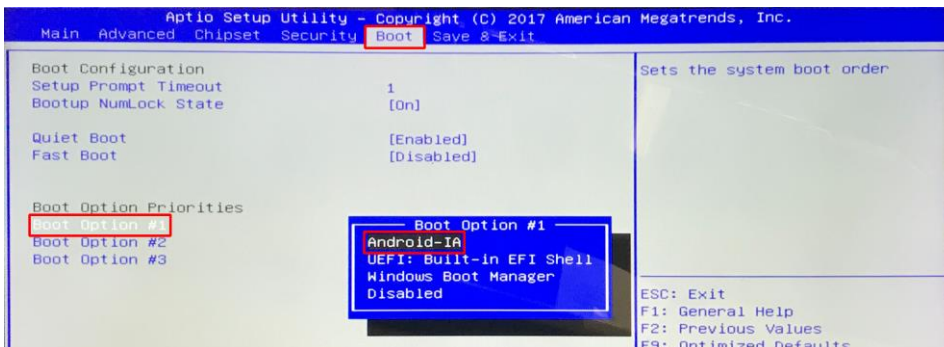 Aptio Setup Utility – Copyright (C) 2017 American Megatrends, Inc.
Main Advanced Chipset Security Boot Save & Exit
Boot Configuration
Setup Prompt Timeout 1
Bootup NumLock State [On]
Quiet Boot [Enabled]
Fast Boot [Disabled]
Boot Option Priorities
Boot Option #1
Boot Option #2
Boot Option #3
Boot Option #1
Android-IA
UEFI: Built-in EFI Shell
Windows Boot Manager
Disabled
Sets the system boot order
ESC: Exit
F1: General Help
F2: Previous Values
F9: Optimized Defaults